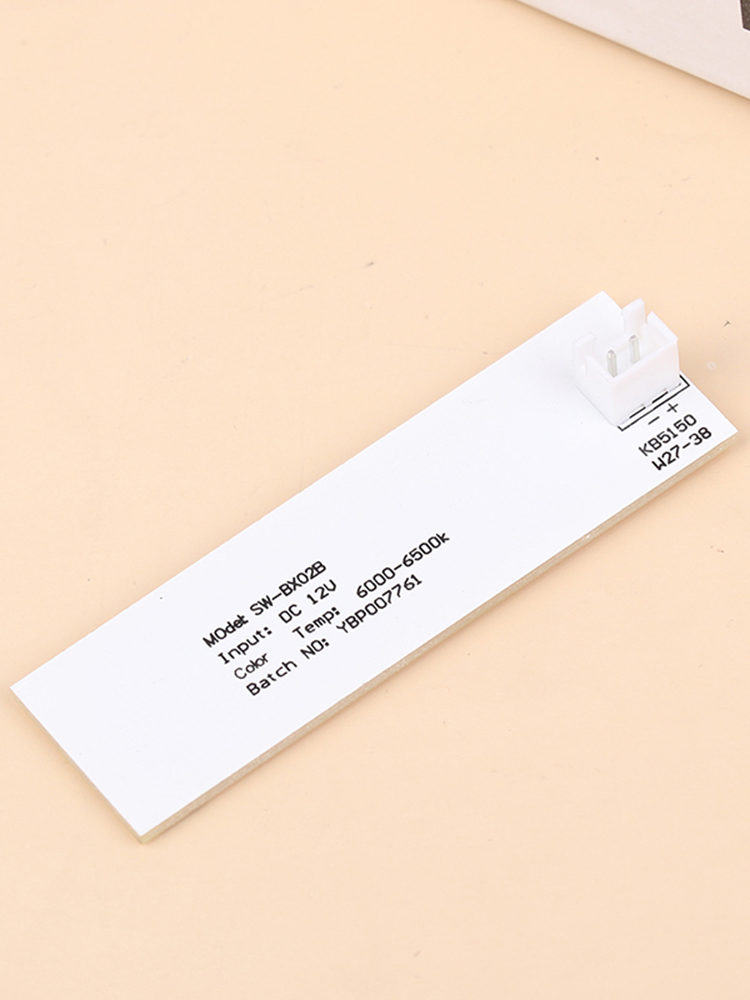 - +
KB5150
W27-38
MOdel: SW-BX02B
Input: DC 12V
Color Temp: 6000-6500k
Batch NO: YBP007761